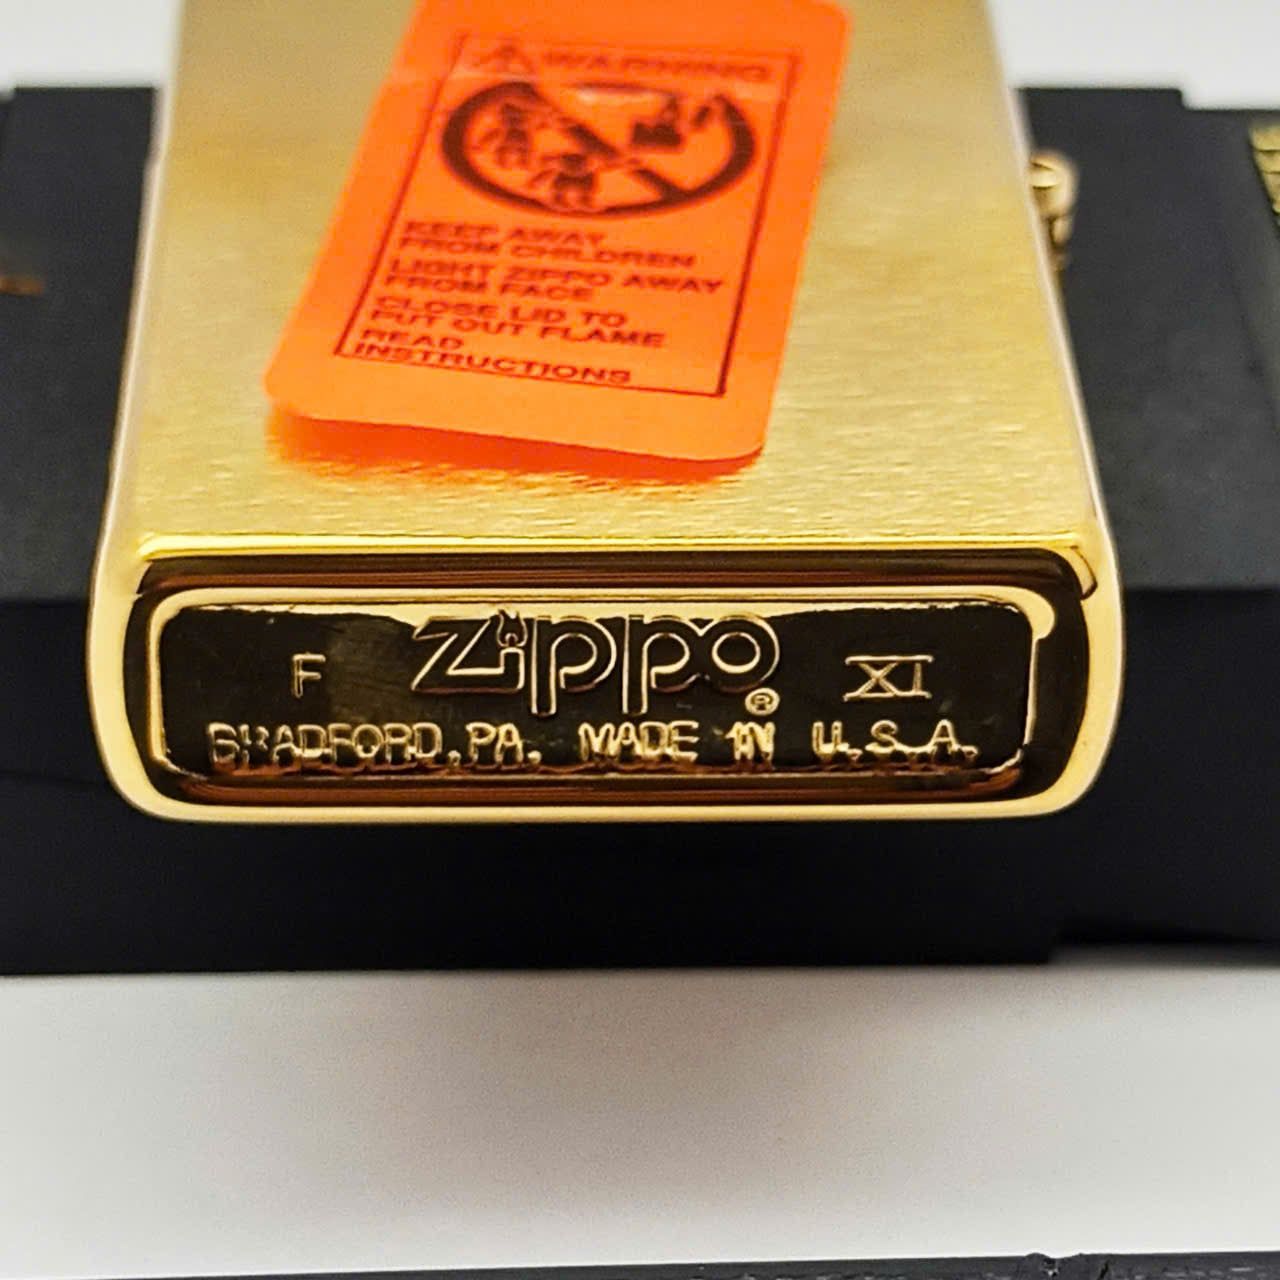 WARNING
KEEP AWAY
FROM CHILDREN
LIGHT ZIPPO AWAY
FROM FACE
CLOSE LID TO
PUT OUT FLAME
READ
INSTRUCTIONS
F Zippo ® XI
BRADFORD, PA. MADE IN U.S.A.